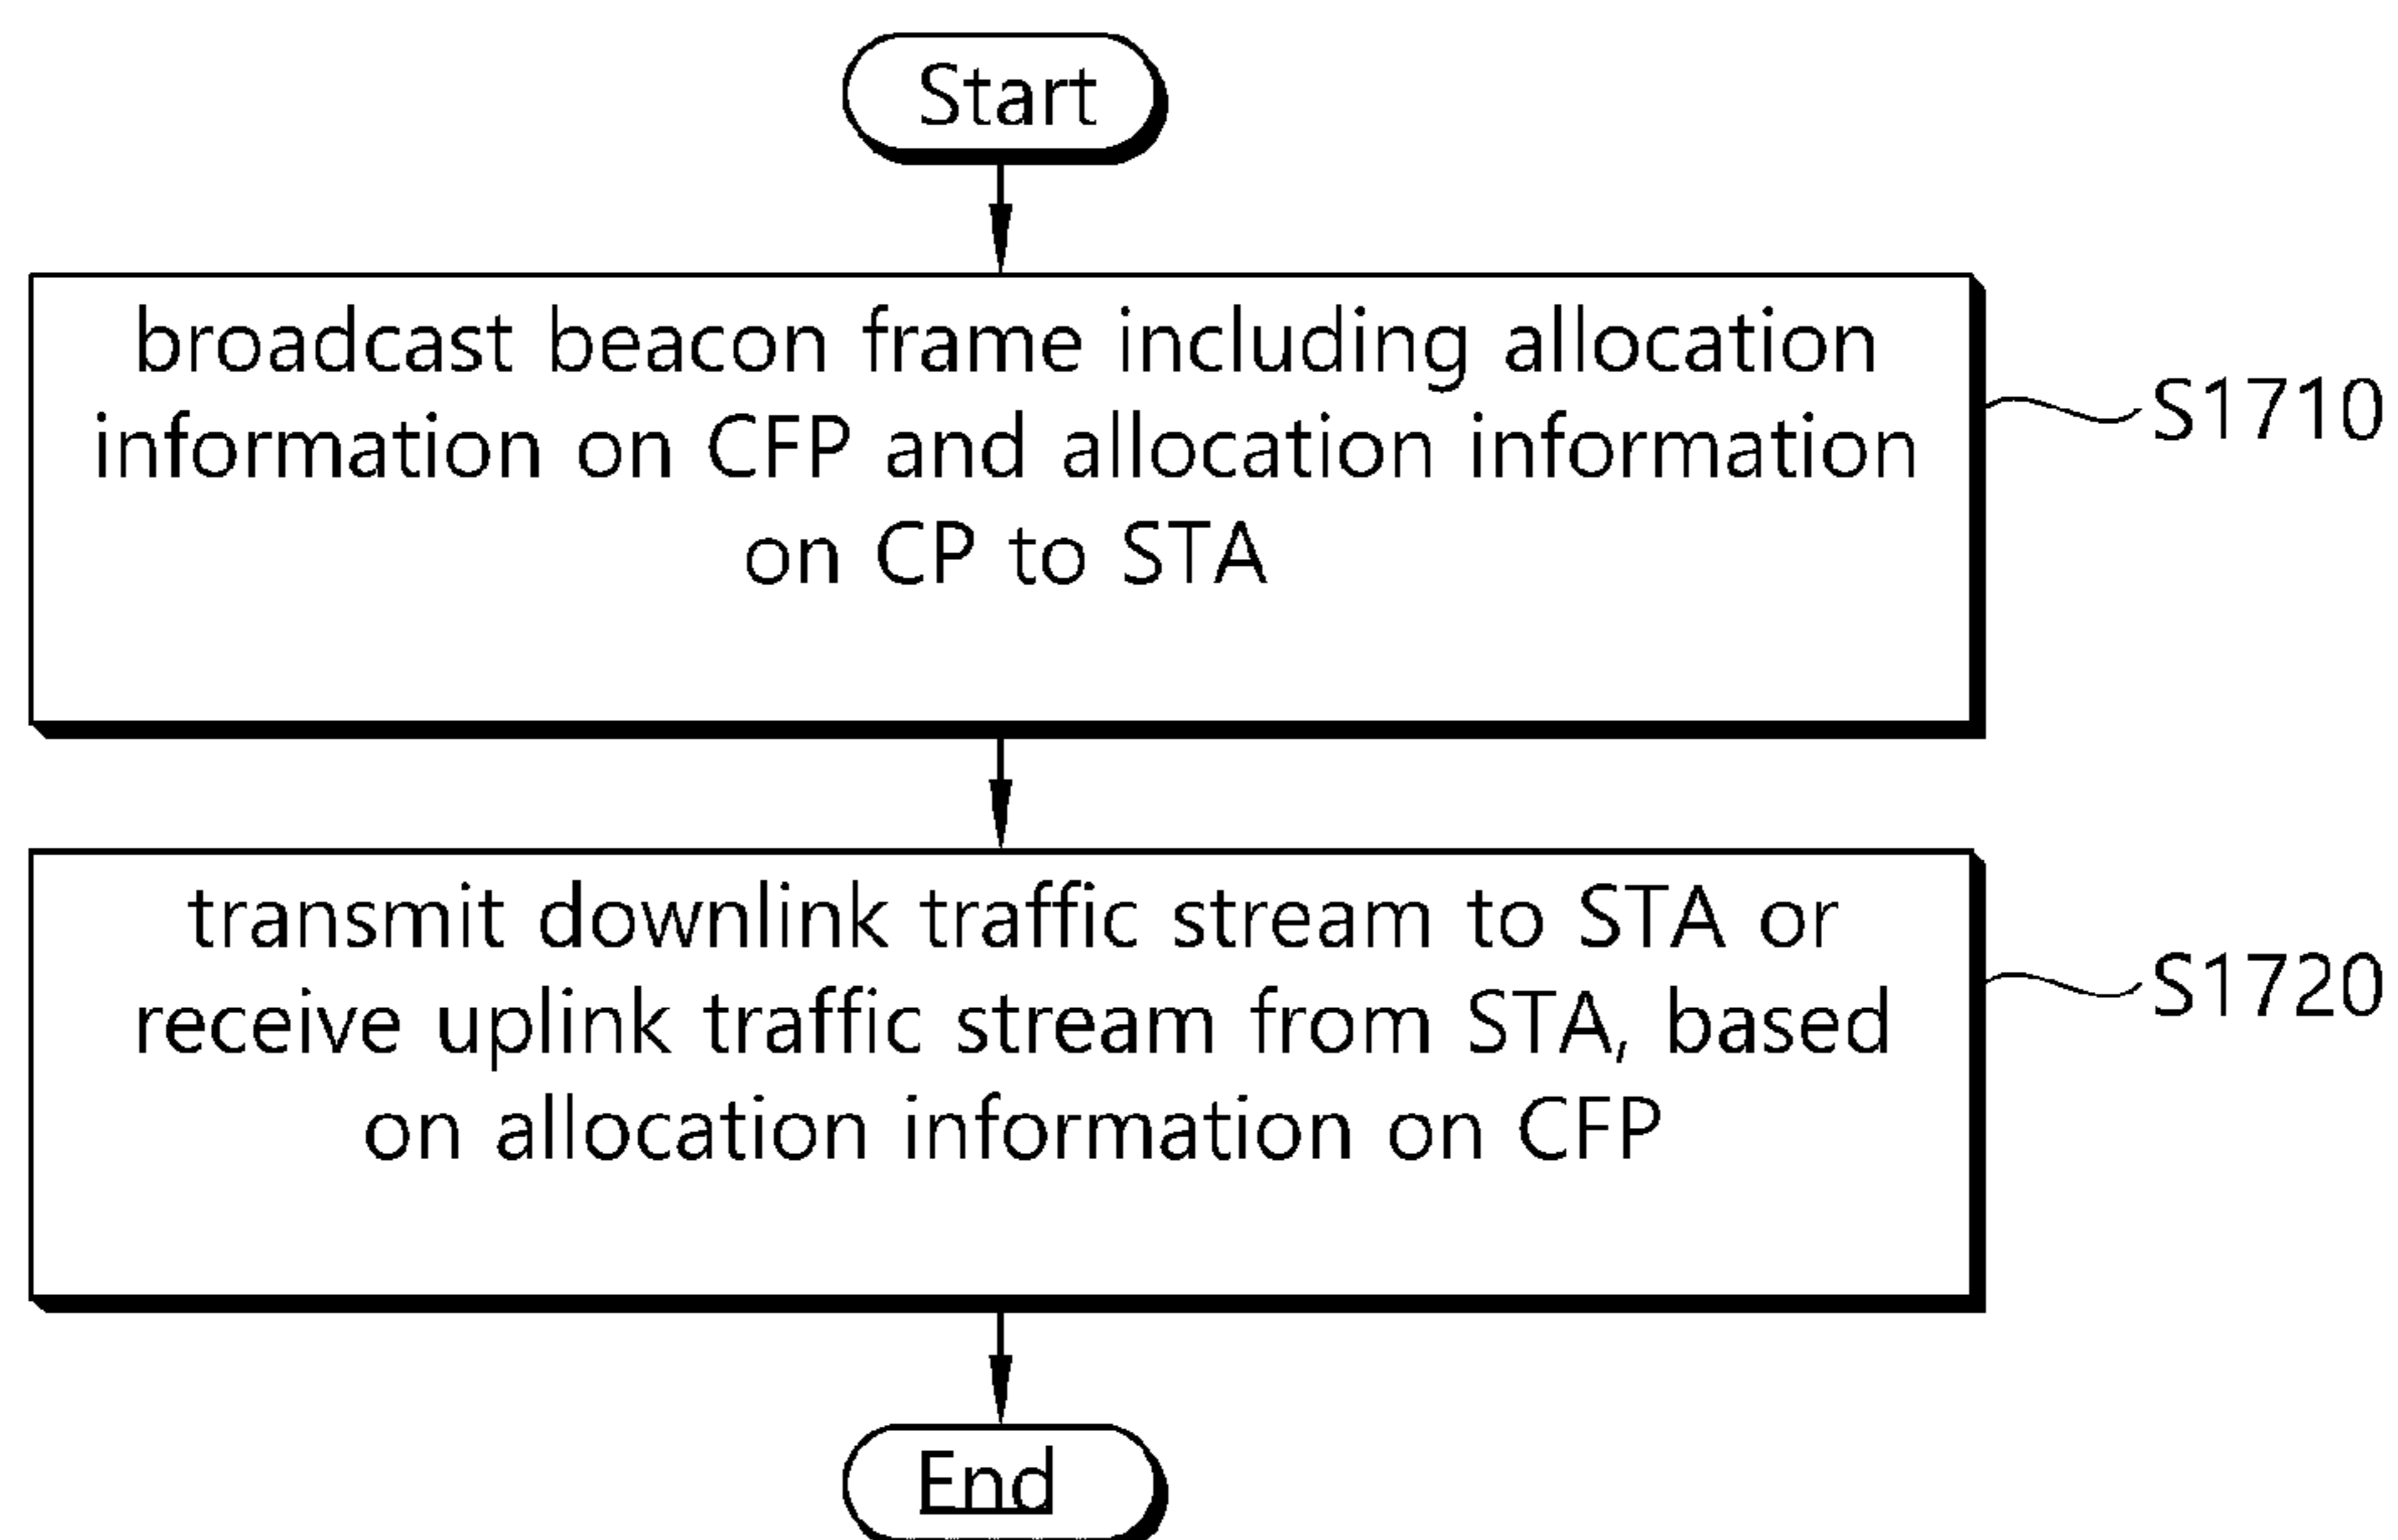 Start
broadcast beacon frame including allocation
information on CFP and allocation information
on CP to STA
S1710
transmit downlink traffic stream to STA or
receive uplink traffic stream from STA, based
on allocation information on CFP
S1720
End